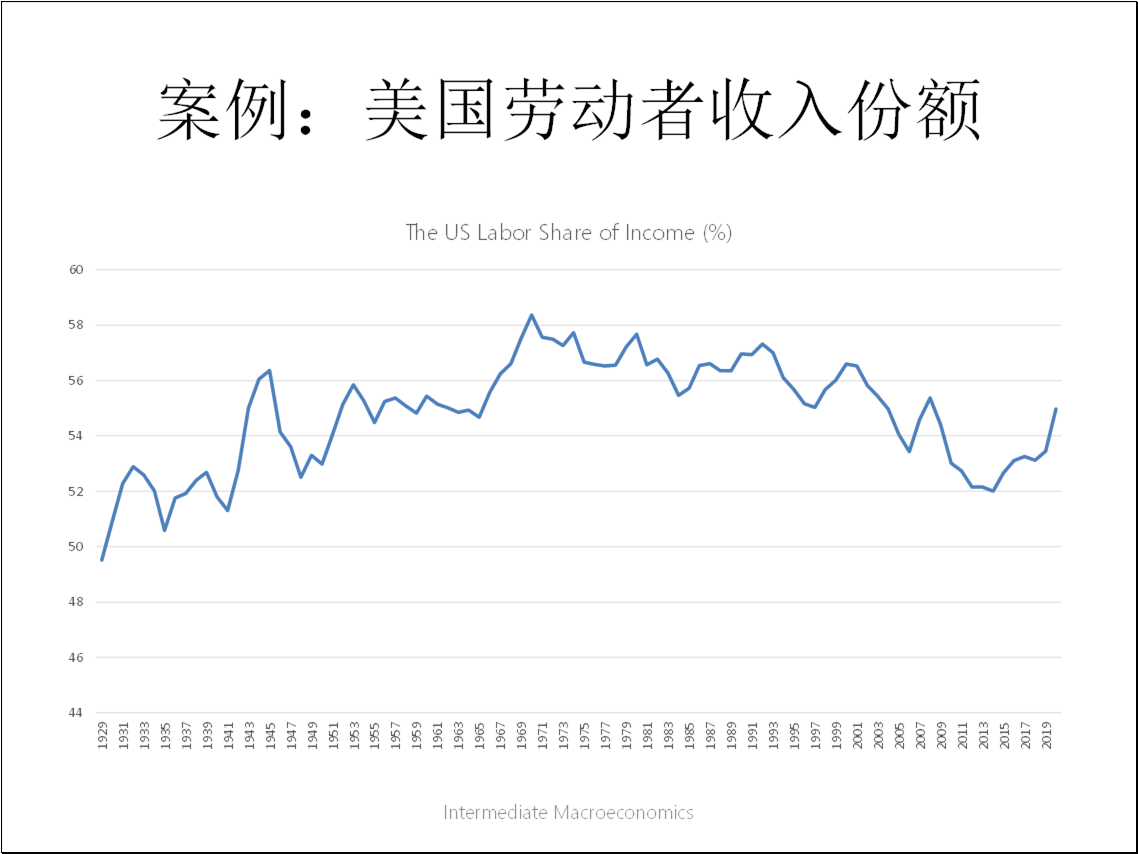 案例：美国劳动者收入份额
The US Labor Share of Income (%)
60
58
56
54
52
50
48
46
44
1929 1931 1933 1935 1937 1939 1941 1943 1945 1947 1949 1951 1953 1955 1957 1959 1961 1963 1965 1967 1969 1971 1973 1975 1977 1979 1981 1983 1985 1987 1989 1991 1993 1995 1997 1999 2001 2003 2005 2007 2009 2011 2013 2015 2017 2019
Intermediate Macroeconomics